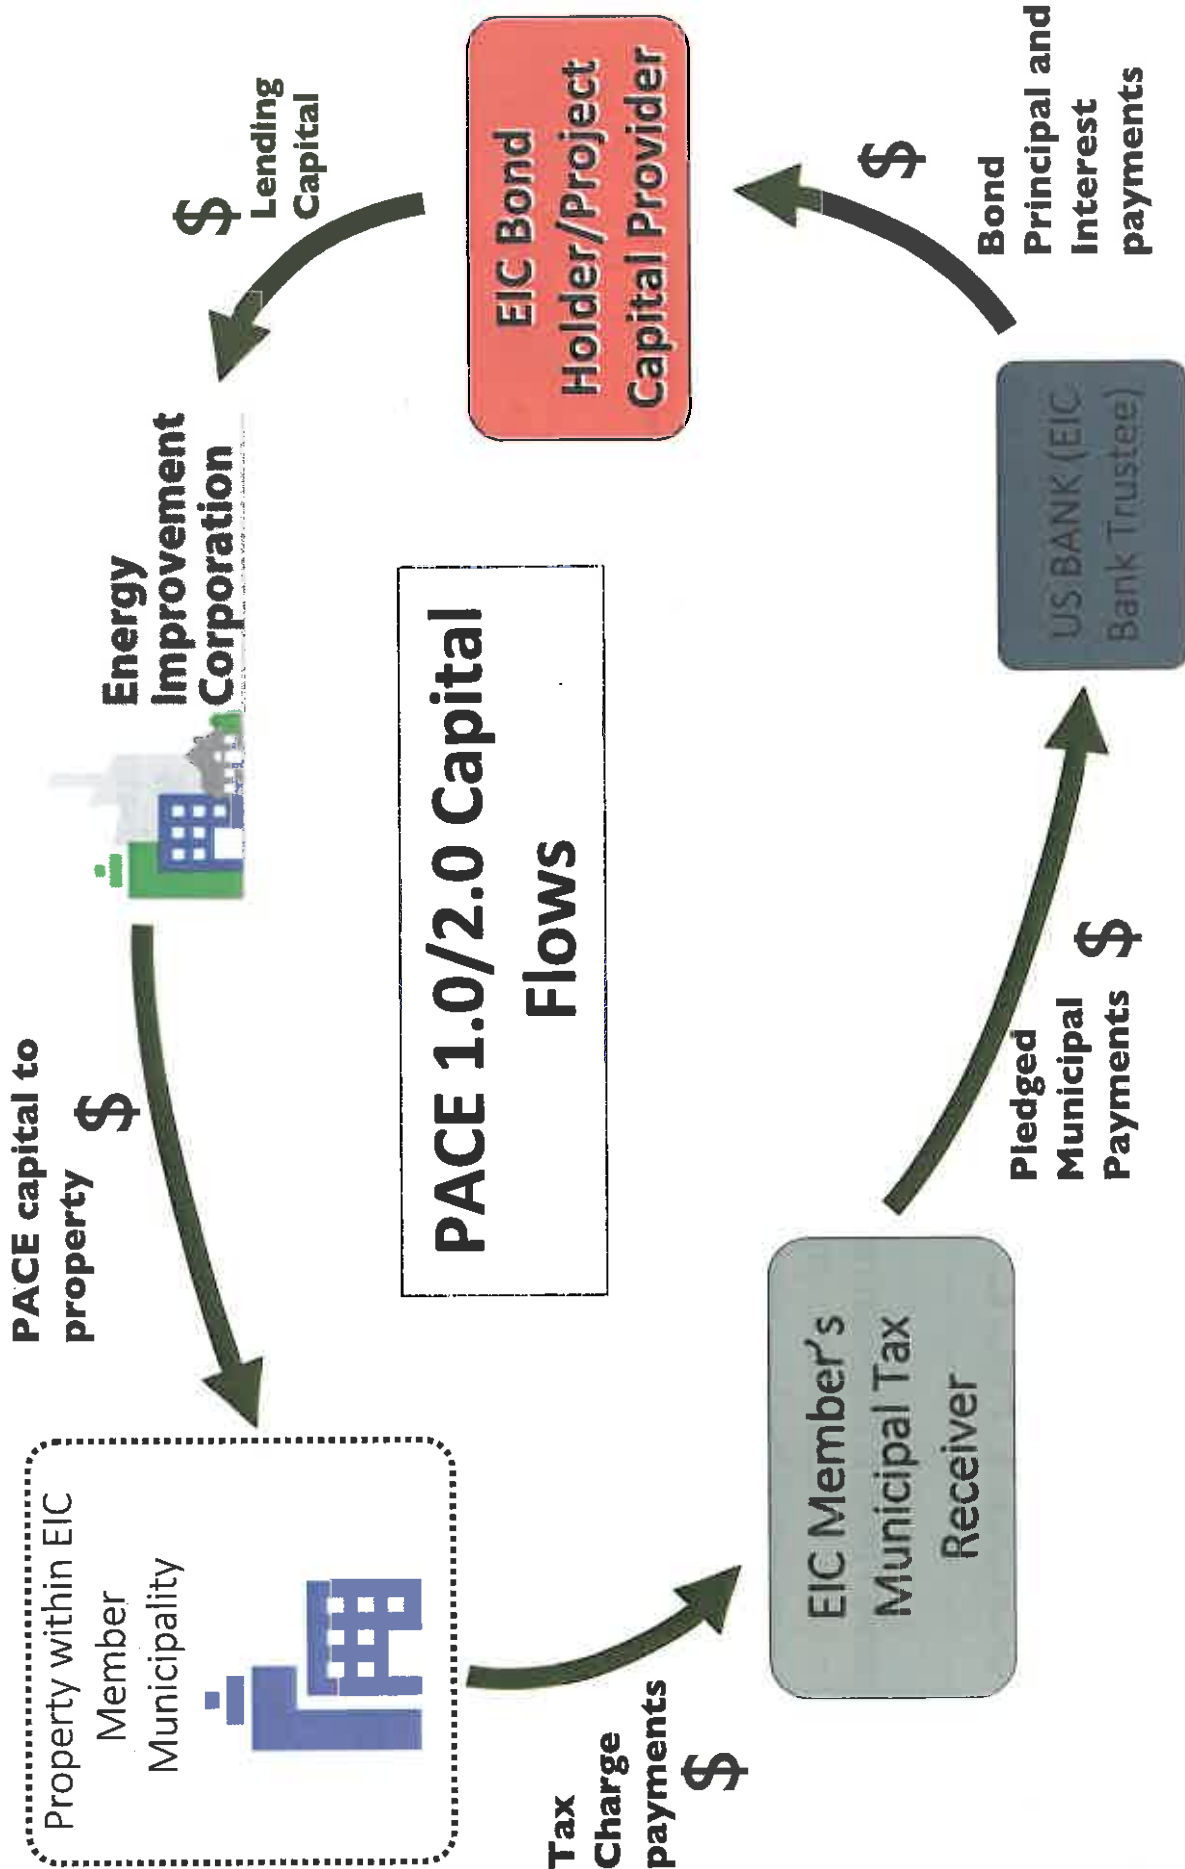 PACE capital to
property
$
Energy
Improvement
Corporation
$
Lending
Capital
Property within EIC
Member
Municipality
PACE 1.0/2.0 Capital
Flows
EIC Bond
Holder/Project
Capital Provider
Tax
Charge
payments
$
EIC Member's
Municipal Tax
Receiver
Pledged
Municipal
Payments
$
US BANK (EIC
Bank Trustee)
$
Bond
Principal and
Interest
payments